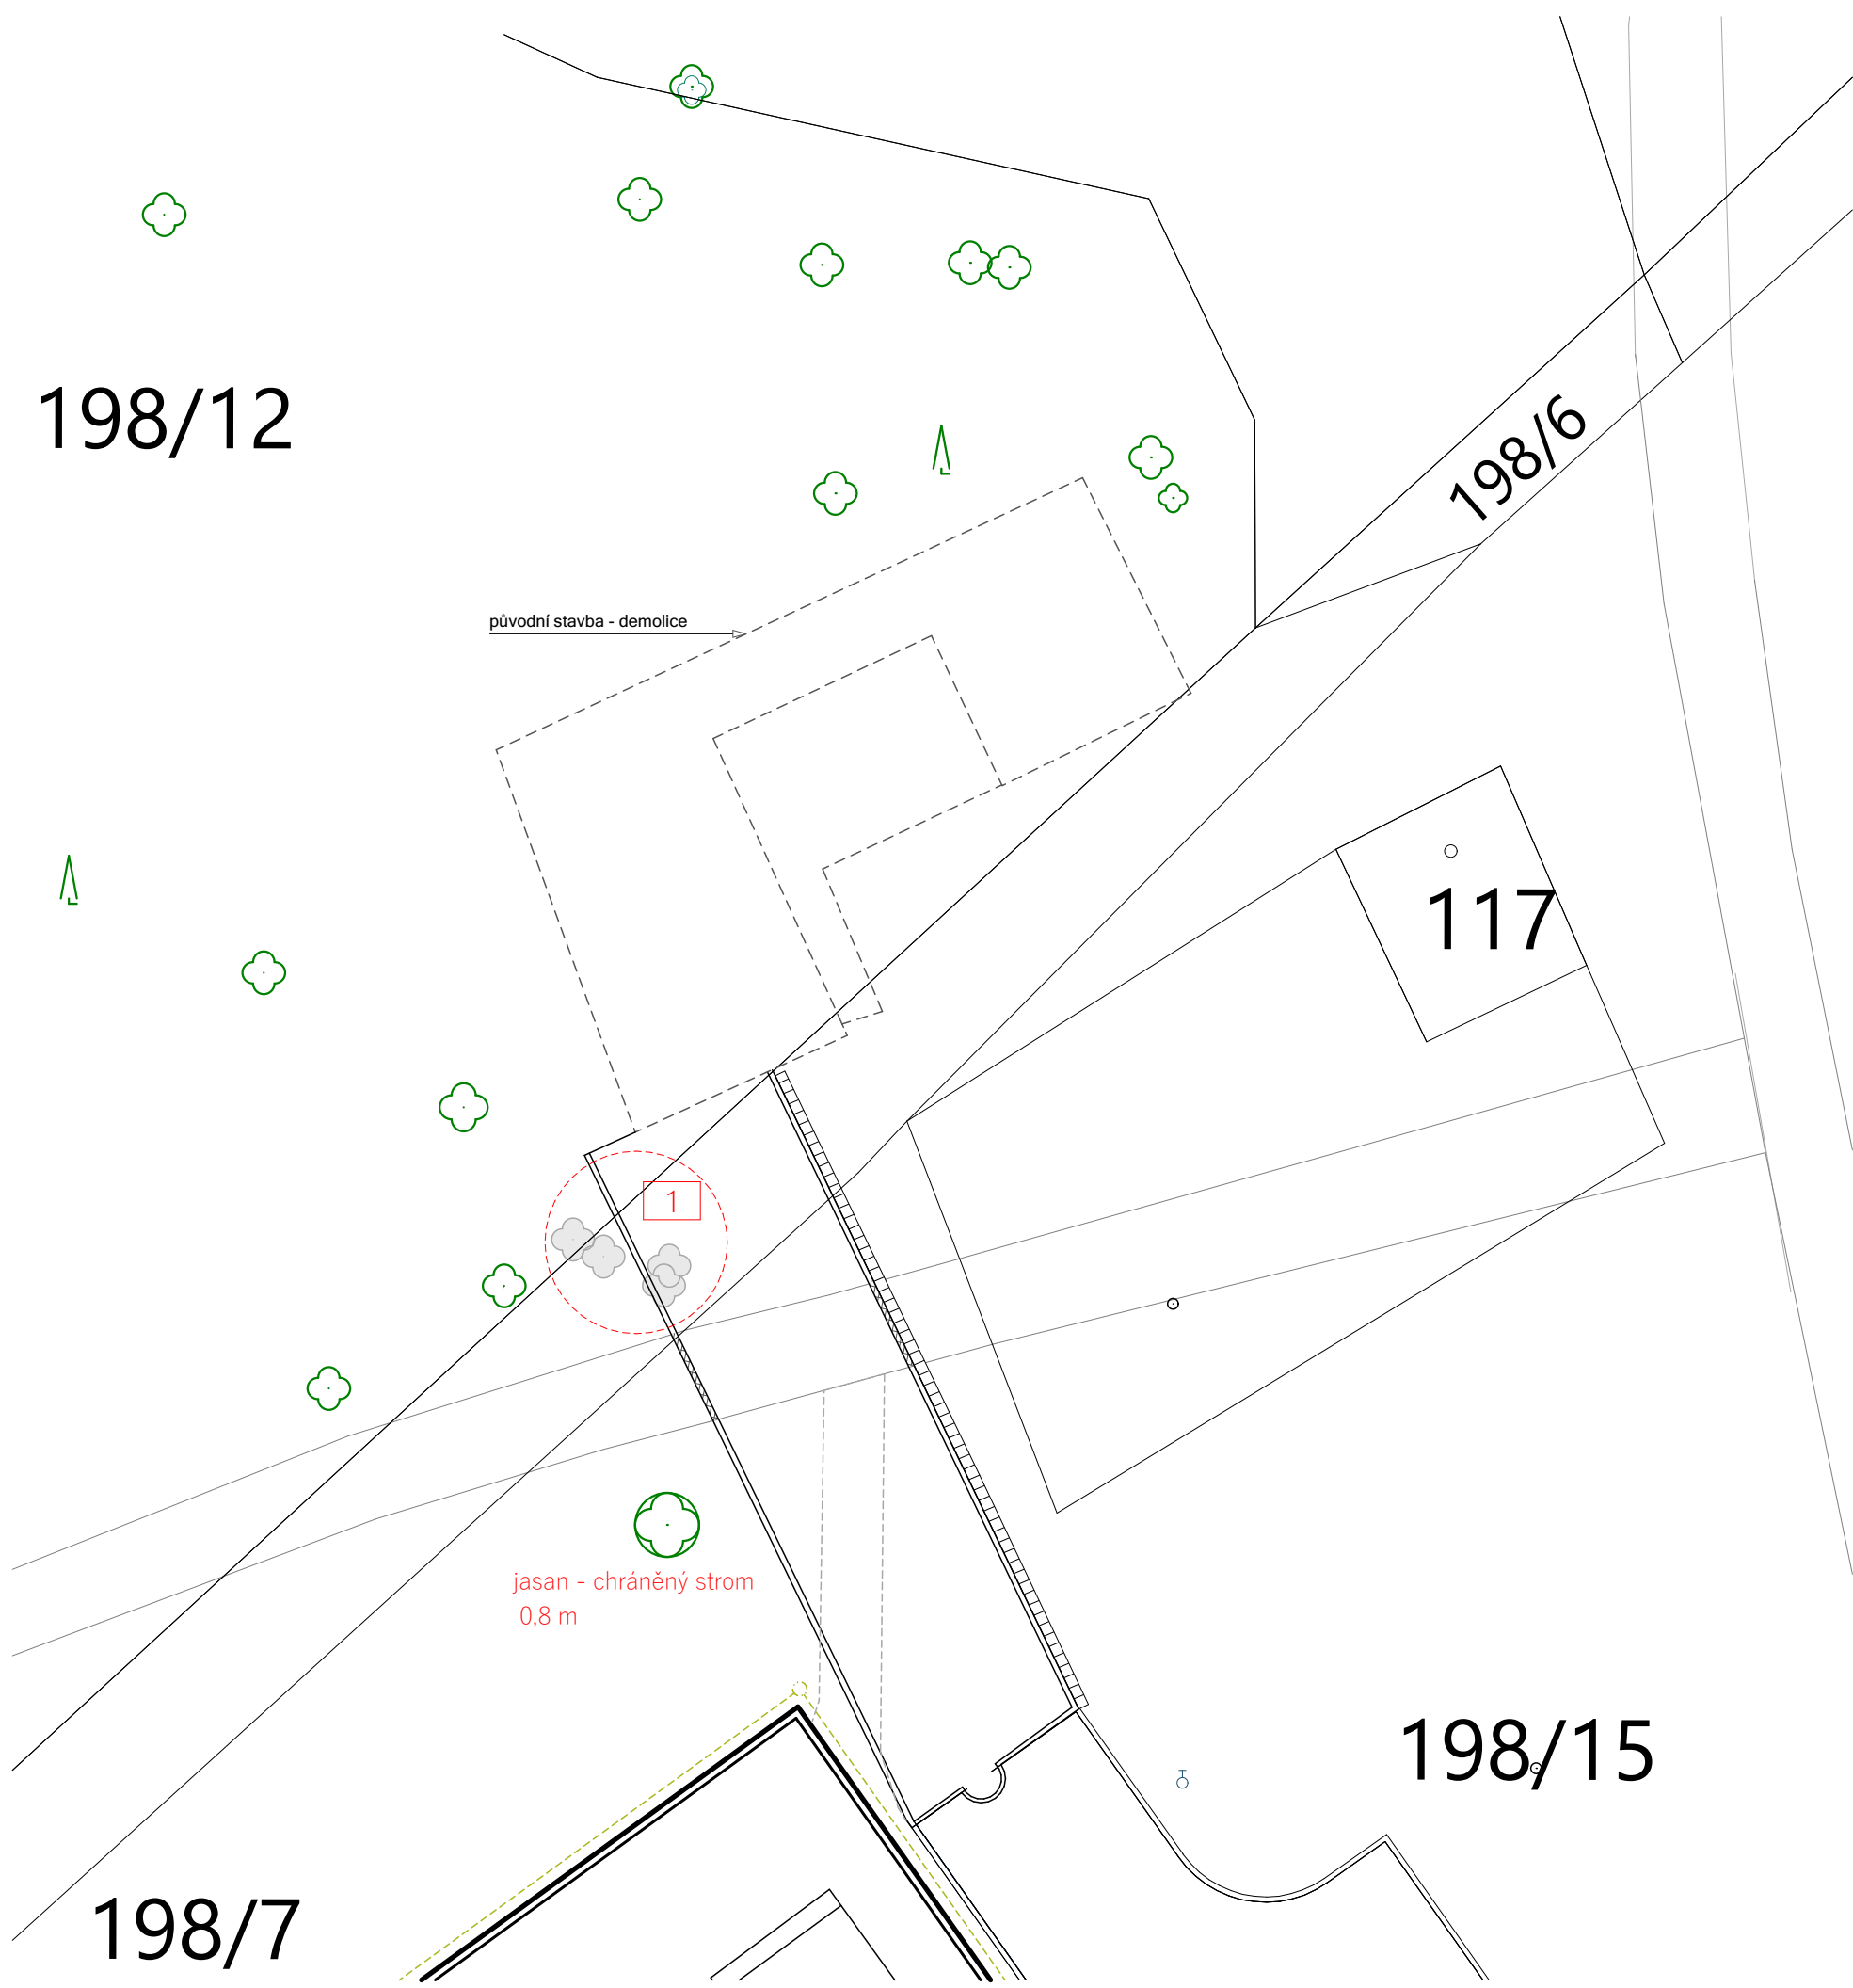 198/12
198/6
původní stavba - demolice
117
1
jasan - chráněný strom
0,8 m
198/15
198/7